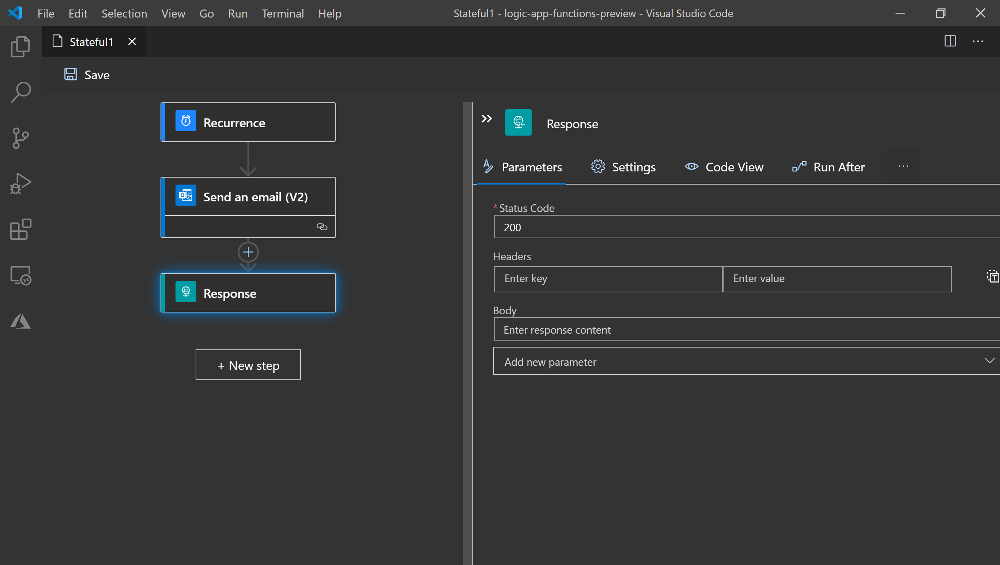 File Edit Selection View Go Run Terminal Help Stateful1 - logic-app-functions-preview - Visual Studio Code
Stateful1
Save
Recurrence
Send an email (V2)
Response
+ New step
Response
Parameters Settings Code View Run After ...
* Status Code
200
Headers
Enter key Enter value
Body
Enter response content
Add new parameter